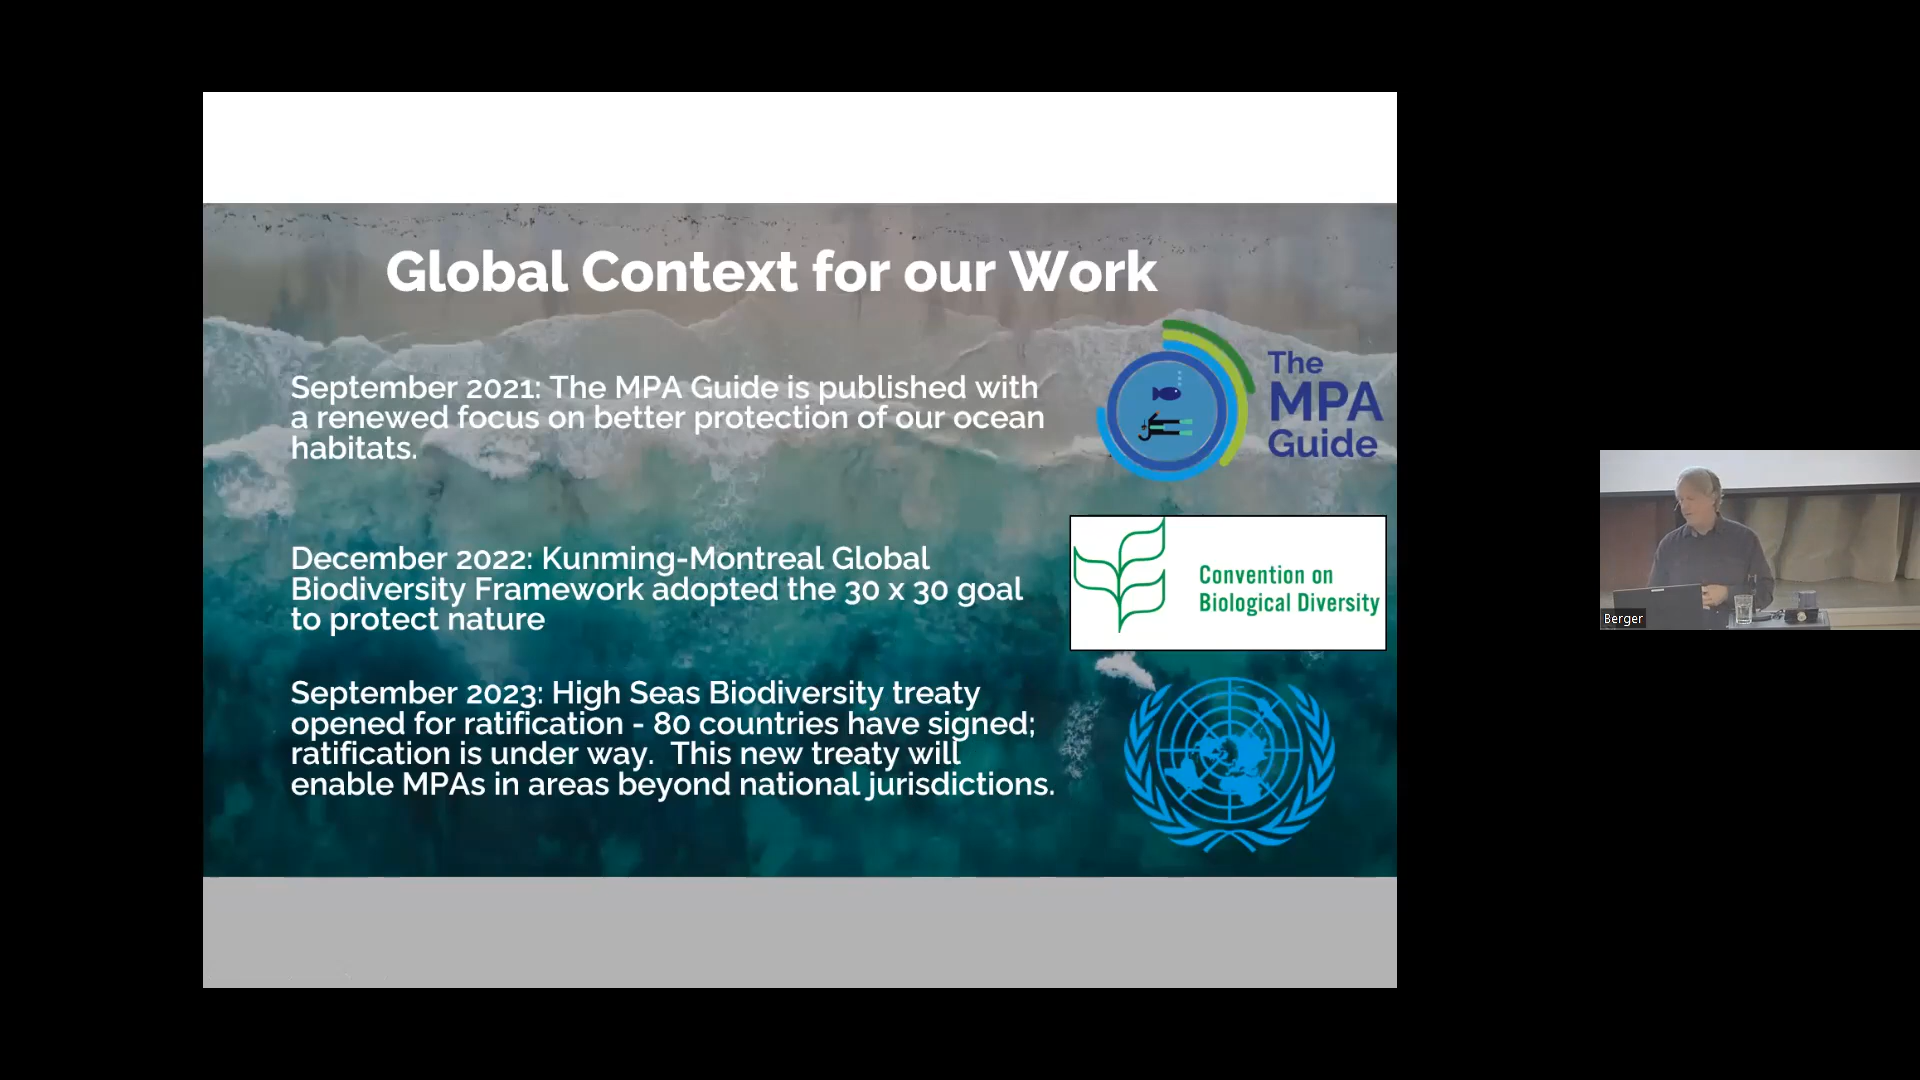 Global Context for our Work
September 2021: The MPA Guide is published with
a renewed focus on better protection of our ocean
habitats.
The
MPA
Guide
December 2022: Kunming-Montreal Global
Biodiversity Framework adopted the 30 x 30 goal
to protect nature
Convention on
Biological Diversity
September 2023: High Seas Biodiversity treaty
opened for ratification - 80 countries have signed;
ratification is under way.  This new treaty will
enable MPAs in areas beyond national jurisdictions.
Berger